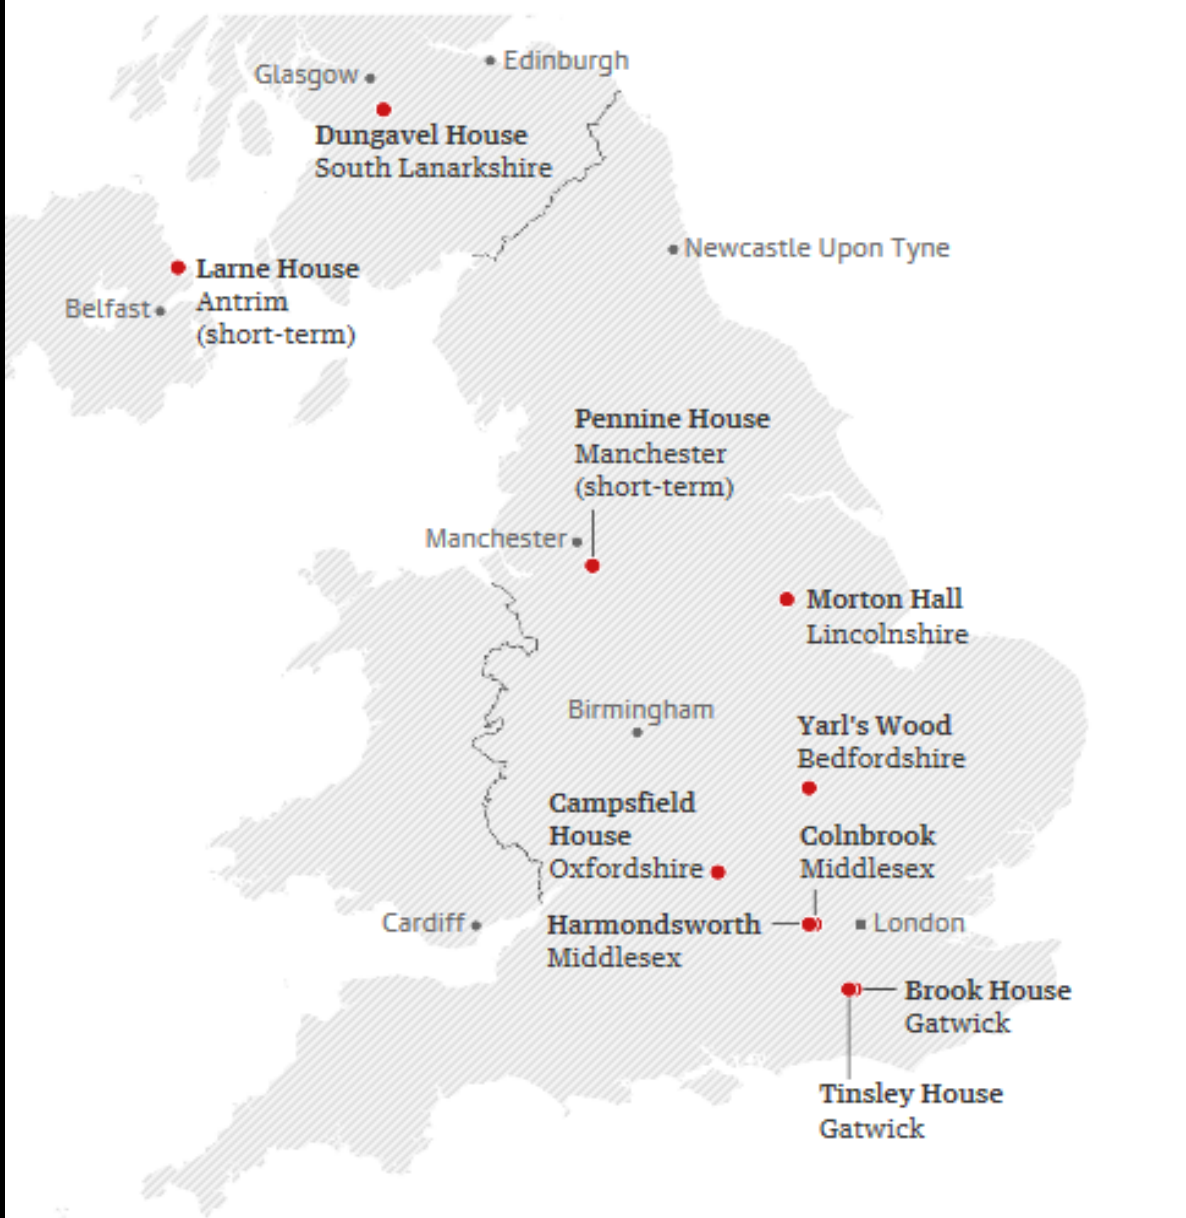 Edinburgh
Glasgow
Dungavel House
South Lanarkshire
Newcastle Upon Tyne
Larne House
Antrim
(short-term)
Belfast
Pennine House
Manchester
(short-term)
Manchester
Morton Hall
Lincolnshire
Birmingham
Yarl's Wood
Bedfordshire
Campsfield
House
Oxfordshire
Colnbrook
Middlesex
Cardiff
Harmondsworth
Middlesex
London
Brook House
Gatwick
Tinsley House
Gatwick